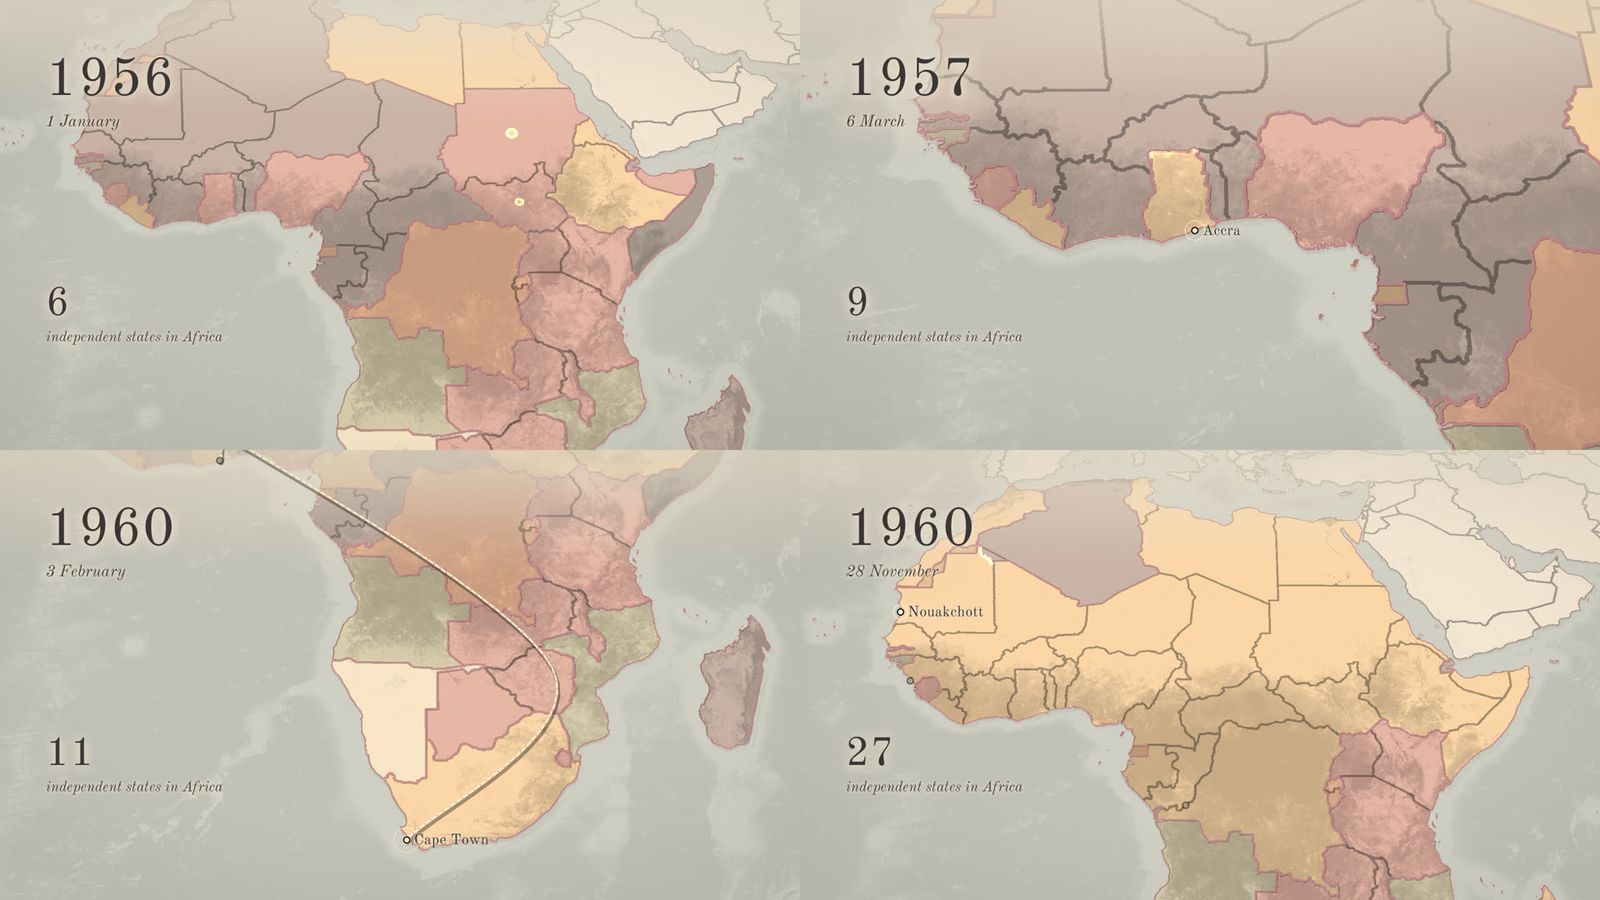 1956
1 January
6
independent states in Africa
1957
6 March
Accra
9
independent states in Africa
1960
3 February
11
independent states in Africa
Cape Town
1960
28 November
Nouakchott
27
independent states in Africa